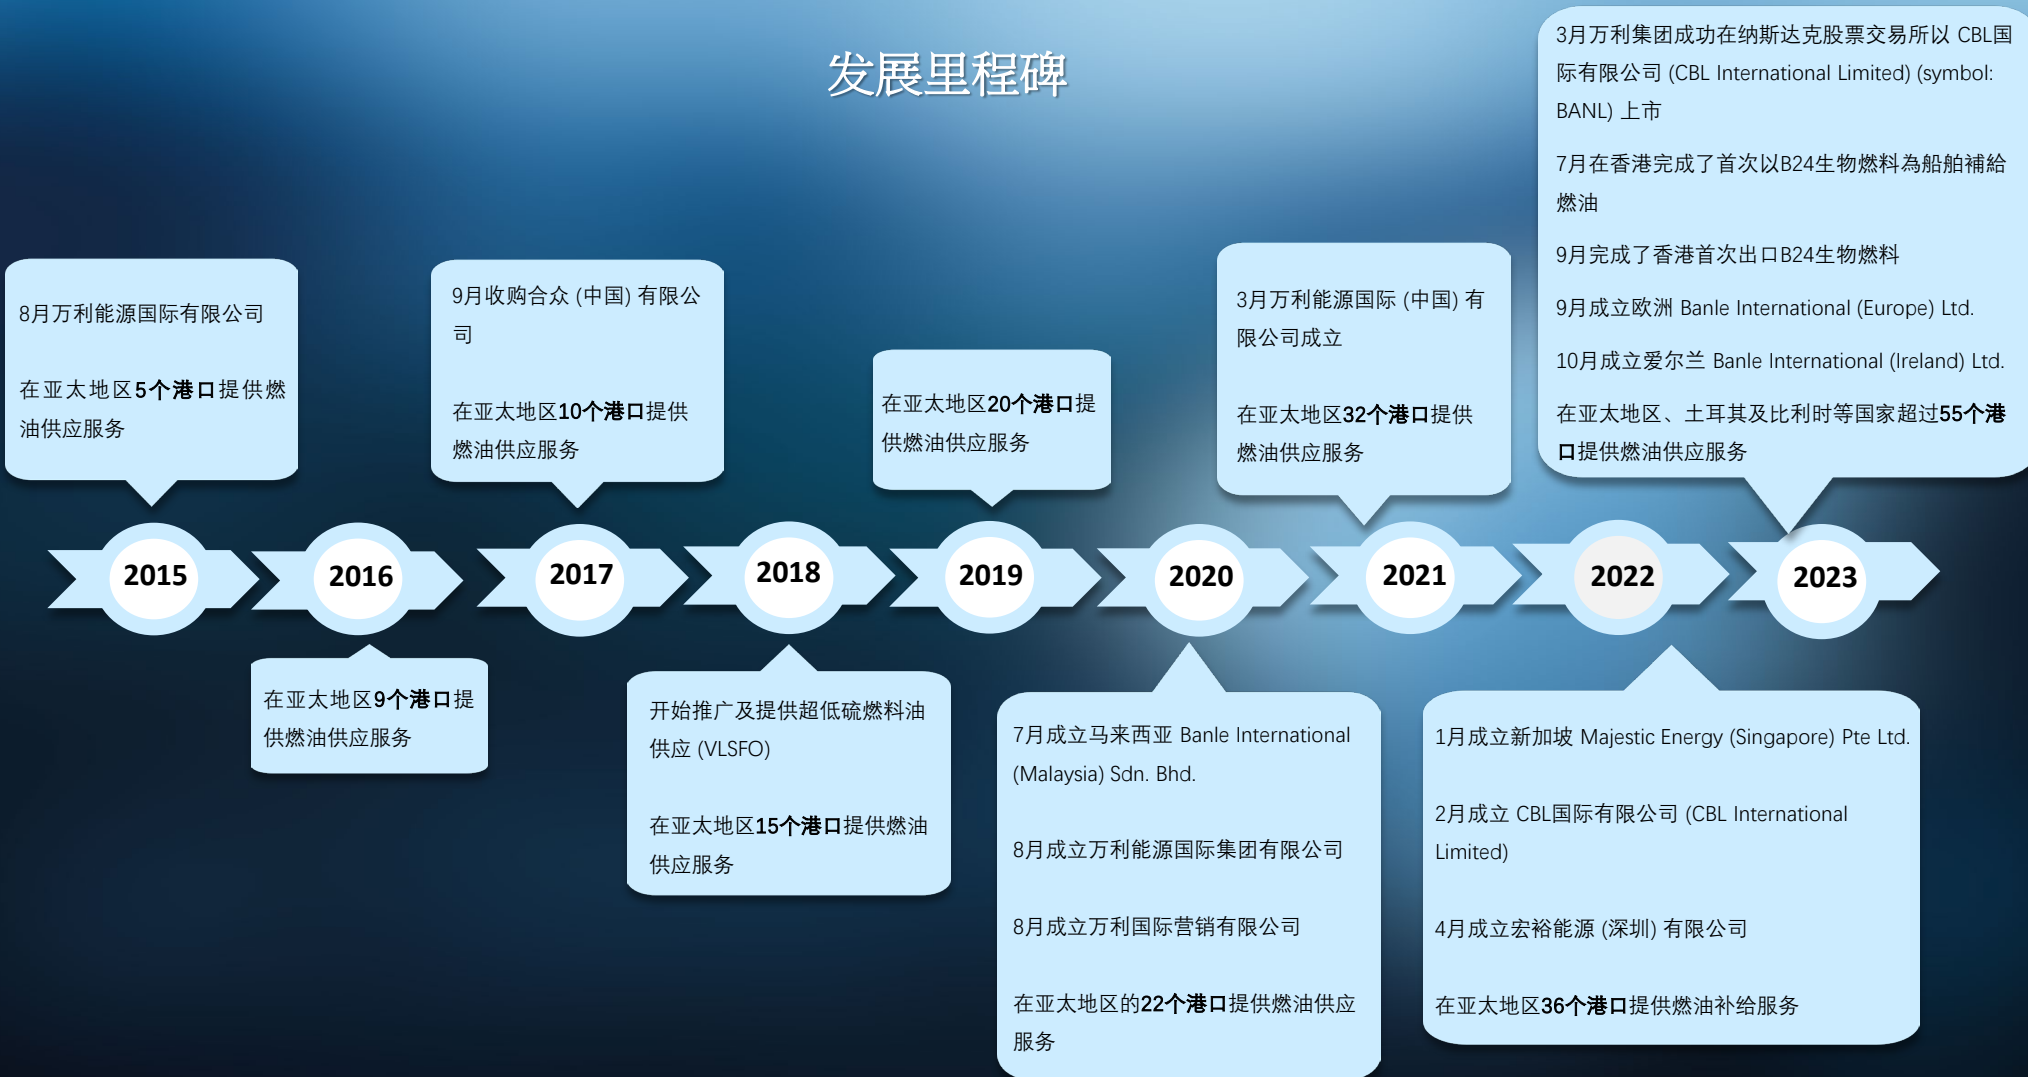 发展里程碑
8月万利能源国际有限公司
在亚太地区5个港口提供燃
油供应服务
2015
2016
在亚太地区9个港口提
供燃油供应服务
9月收购合众 (中国) 有限公
司
在亚太地区10个港口提供
燃油供应服务
2017
2018
开始推广及提供超低硫燃料油
供应 (VLSFO)
在亚太地区15个港口提供燃油
供应服务
在亚太地区20个港口提
供燃油供应服务
2019
2020
7月成立马来西亚 Banle International
(Malaysia) Sdn. Bhd.
8月成立万利能源国际集团有限公司
8月成立万利国际营销有限公司
在亚太地区的22个港口提供燃油供应
服务
3月万利能源国际 (中国) 有
限公司成立
在亚太地区32个港口提供
燃油供应服务
2021
2022
1月成立新加坡 Majestic Energy (Singapore) Pte Ltd.
2月成立 CBL国际有限公司 (CBL International
Limited)
4月成立宏裕能源 (深圳) 有限公司
在亚太地区36个港口提供燃油补给服务
3月万利集团成功在纳斯达克股票交易所以 CBL国
际有限公司 (CBL International Limited) (symbol:
BANL) 上市
7月在香港完成了首次以B24生物燃料為船舶補給
燃油
9月完成了香港首次出口B24生物燃料
9月成立欧洲 Banle International (Europe) Ltd.
10月成立爱尔兰 Banle International (Ireland) Ltd.
在亚太地区、土耳其及比利时等国家超过55个港
口提供燃油供应服务
2023